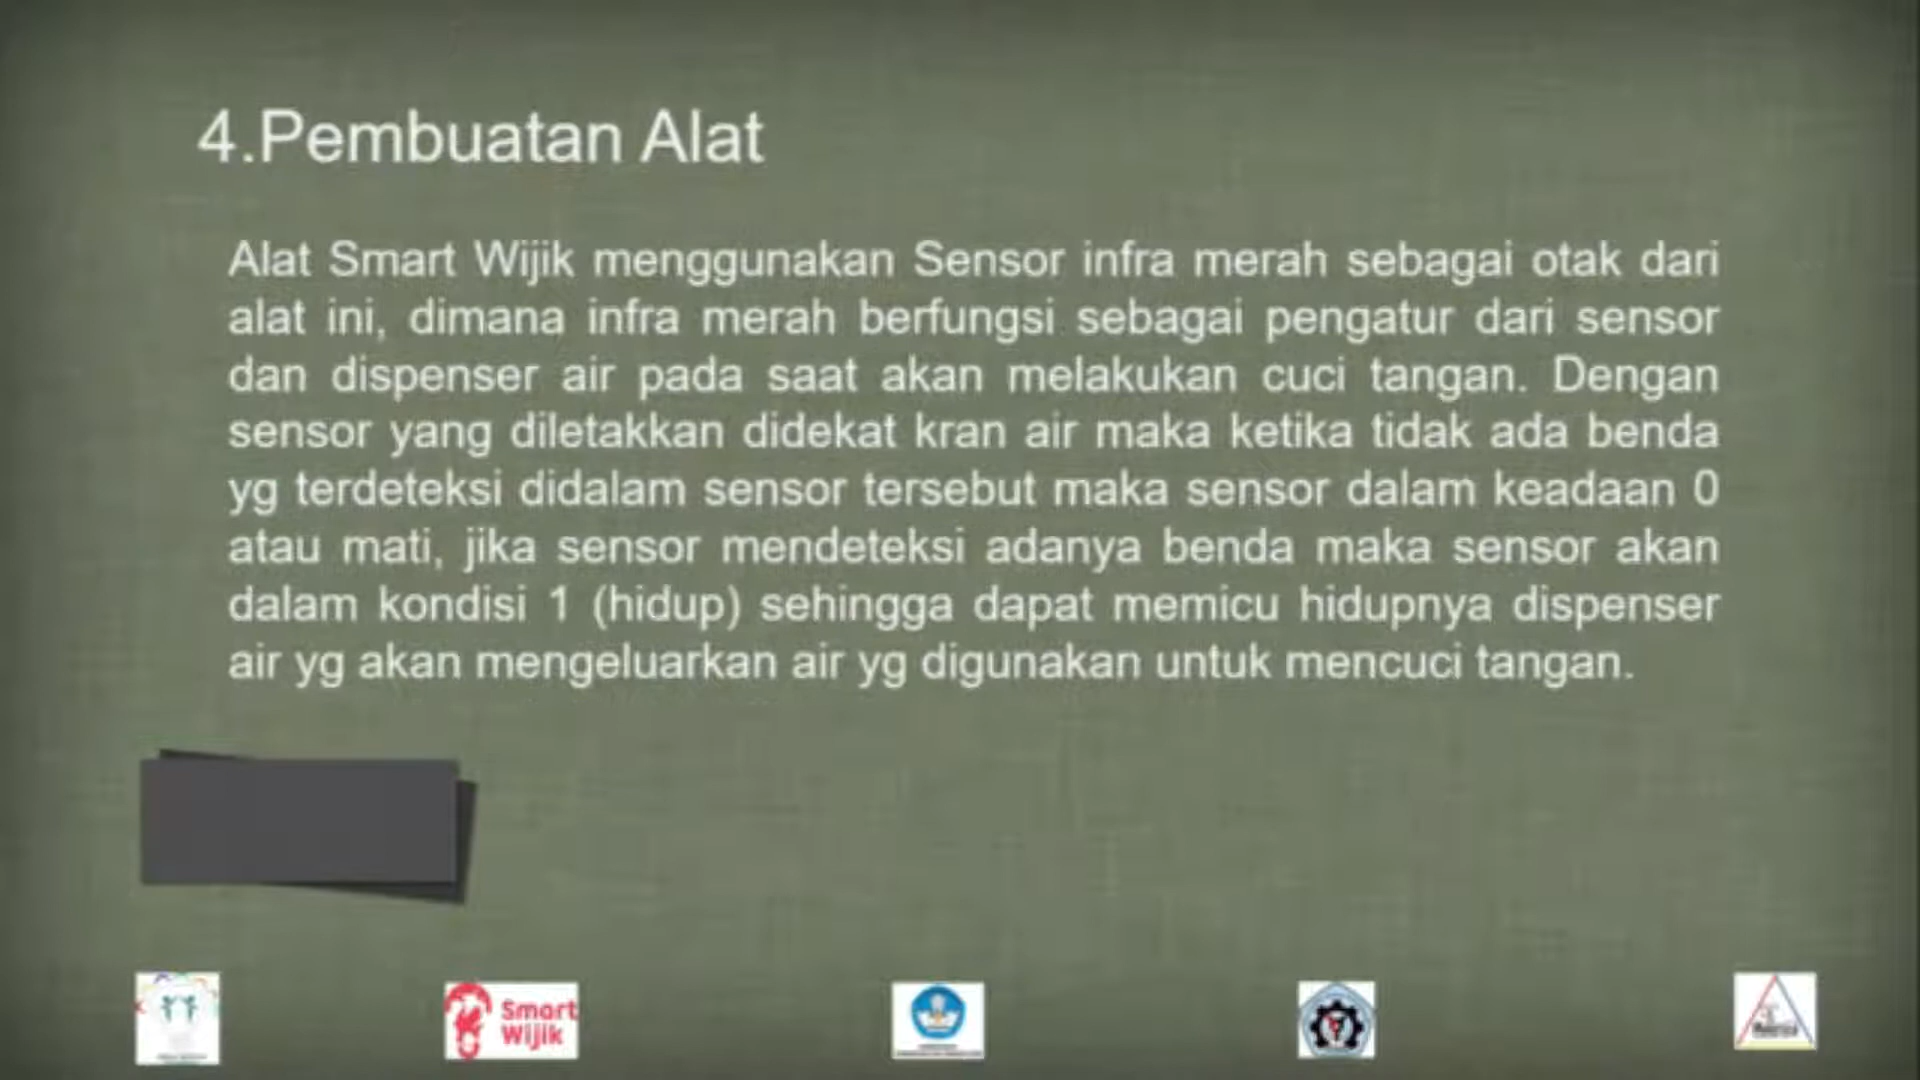 4.Pembuatan Alat
Alat Smart Wijik menggunakan Sensor infra merah sebagai otak dari
alat ini, dimana infra merah berfungsi sebagai pengatur dari sensor
dan dispenser air pada saat akan melakukan cuci tangan. Dengan
sensor yang diletakkan didekat kran air maka ketika tidak ada benda
yg terdeteksi didalam sensor tersebut maka sensor dalam keadaan 0
atau mati, jika sensor mendeteksi adanya benda maka sensor akan
dalam kondisi 1 (hidup) sehingga dapat memicu hidupnya dispenser
air yg akan mengeluarkan air yg digunakan untuk mencuci tangan.
Smart
Wijik